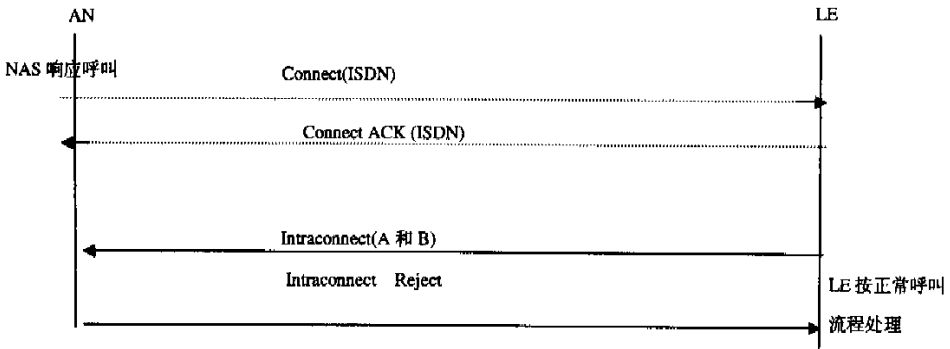 AN
LE
NAS 响应呼叫
Connect(ISDN)
Connect ACK (ISDN)
Intraconnect(A 和 B)
Intraconnect Reject
LE 按正常呼叫
流程处理